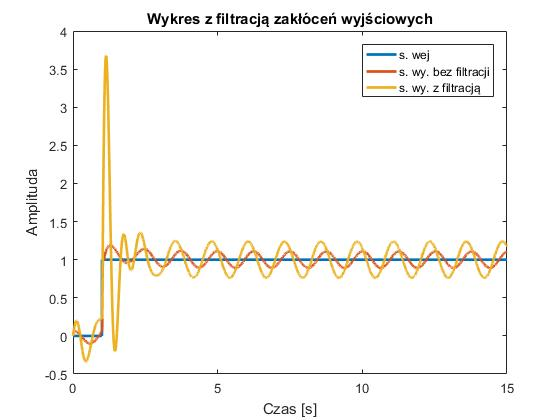 Wykres z filtracją zakłóceń wyjściowych
4
3.5
3
2.5
2
1.5
1
0.5
0
-0.5
Amplituda
s. wej
s. wy. bez filtracji
s. wy. z filtracją
0
5
10
15
Czas [s]